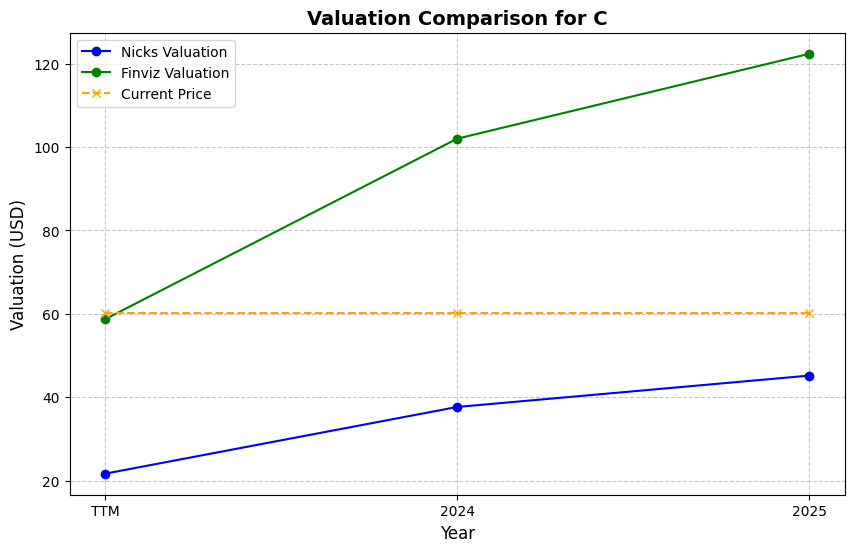 Valuation Comparison for C
Nicks Valuation
Finviz Valuation
Current Price
Valuation (USD)
120
100
80
60
40
20
TTM
2024
2025
Year